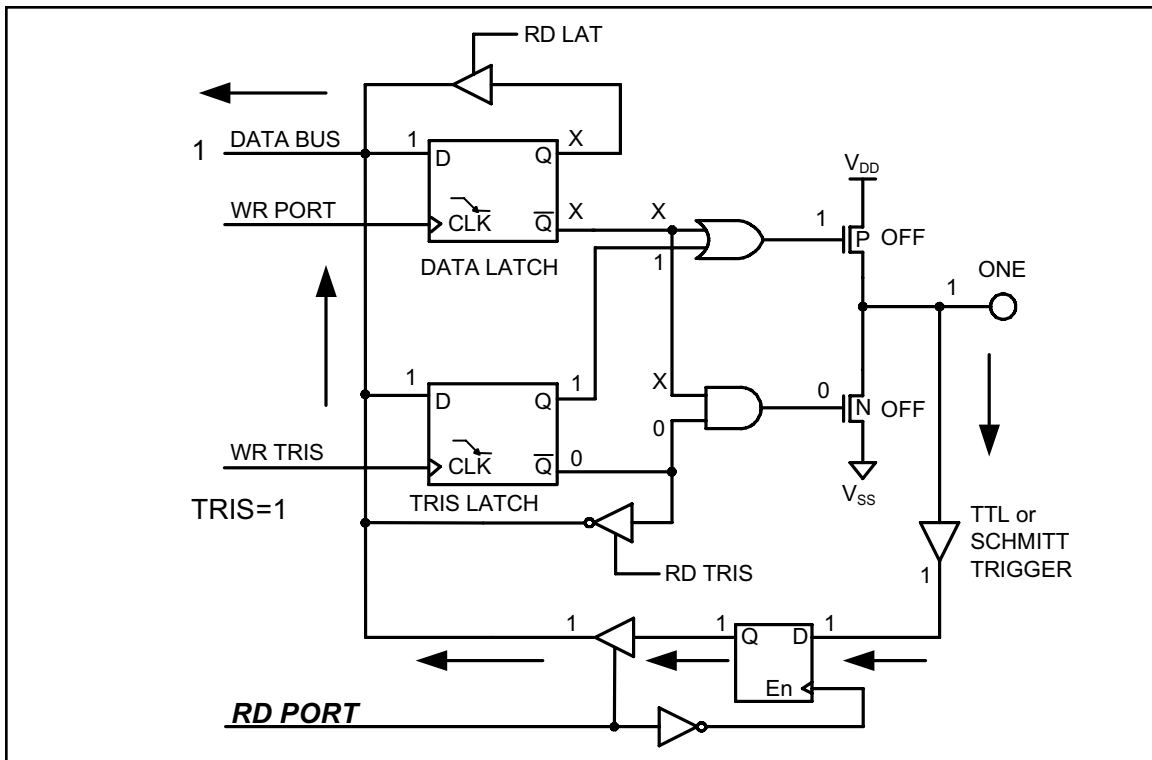 RD LAT
DATA BUS
1
1
D
Q
X
WR PORT
CLK
Q̅
X
X
DATA LATCH
1
V_DD
1
P
OFF
ONE
1
1
D
Q
1
X
0
0
N
OFF
WR TRIS
CLK
Q̅
0
V_SS
TRIS LATCH
TRIS=1
TTL or
SCHMITT
TRIGGER
1
RD TRIS
1
1
Q
D
1
En
RD PORT